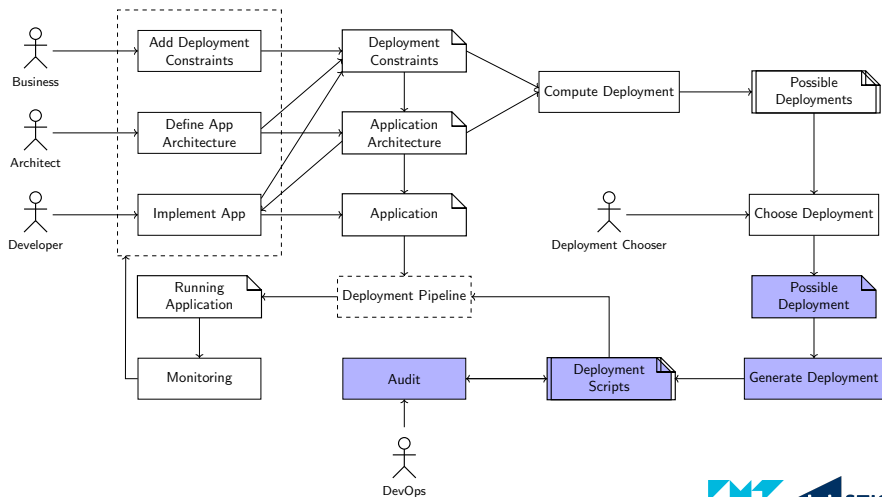 Business
Add Deployment
Constraints
Deployment
Constraints
Compute Deployment
Possible
Deployments
Architect
Define App
Architecture
Application
Architecture
Developer
Implement App
Application
Deployment Chooser
Choose Deployment
Running
Application
Deployment Pipeline
Possible
Deployment
Monitoring
Audit
Deployment
Scripts
Generate Deployment
DevOps